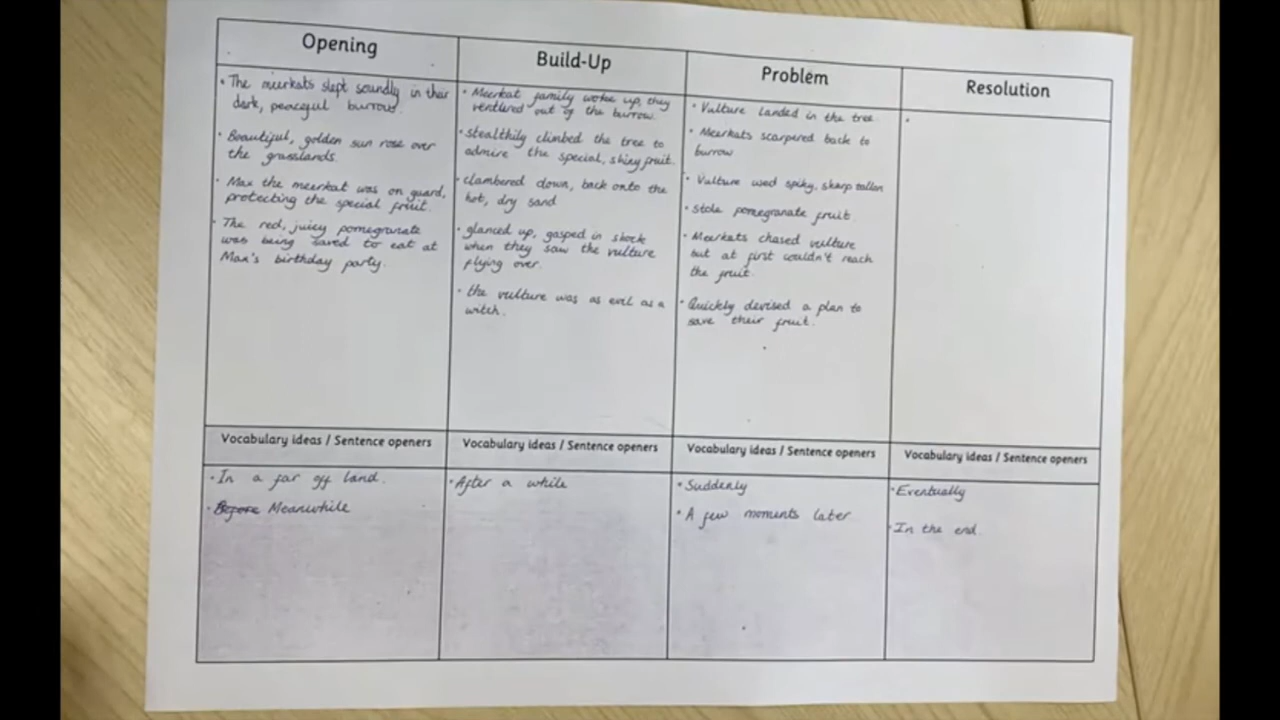 Opening
• The meerkats slept soundly in their
dark, peaceful burrows.
• Beautiful, golden sun rose over
the grasslands.
• Max the meerkat was on guard,
protecting the special fruit.
• The red, juicy pomegranate
was being saved to eat at
Max's birthday party.
Build-Up
• Meerkat family woke up, they
ventured out of the burrow.
• stealthily climbed the tree to
admire the special, shiny fruit.
• clambered down, back onto the
hot, dry sand
• glanced up, gasped in shock
when they saw the vulture
flying over.
• the vulture was as evil as a
witch.
Problem
• Vulture landed in the tree.
• Meerkats scarpered back to
burrow
• Vulture used spiky, sharp tallon
• Stole pomegranate fruit.
• Meerkats chased vulture
but at first couldn't reach
the fruit.
• Quickly devised a plan to
save their fruit.
Resolution
•
Vocabulary ideas / Sentence openers
• In a far off land.
• Before Meanwhile
Vocabulary ideas / Sentence openers
• After a while
Vocabulary ideas / Sentence openers
• Suddenly
• A few moments later
Vocabulary ideas / Sentence openers
• Eventually
• In the end.